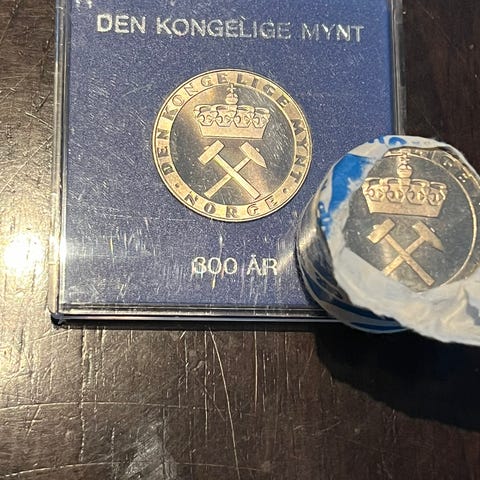 DEN KONGELIGE MYNT
DEN KONGELIGE MYNT
· NORGE ·
300 ÅR